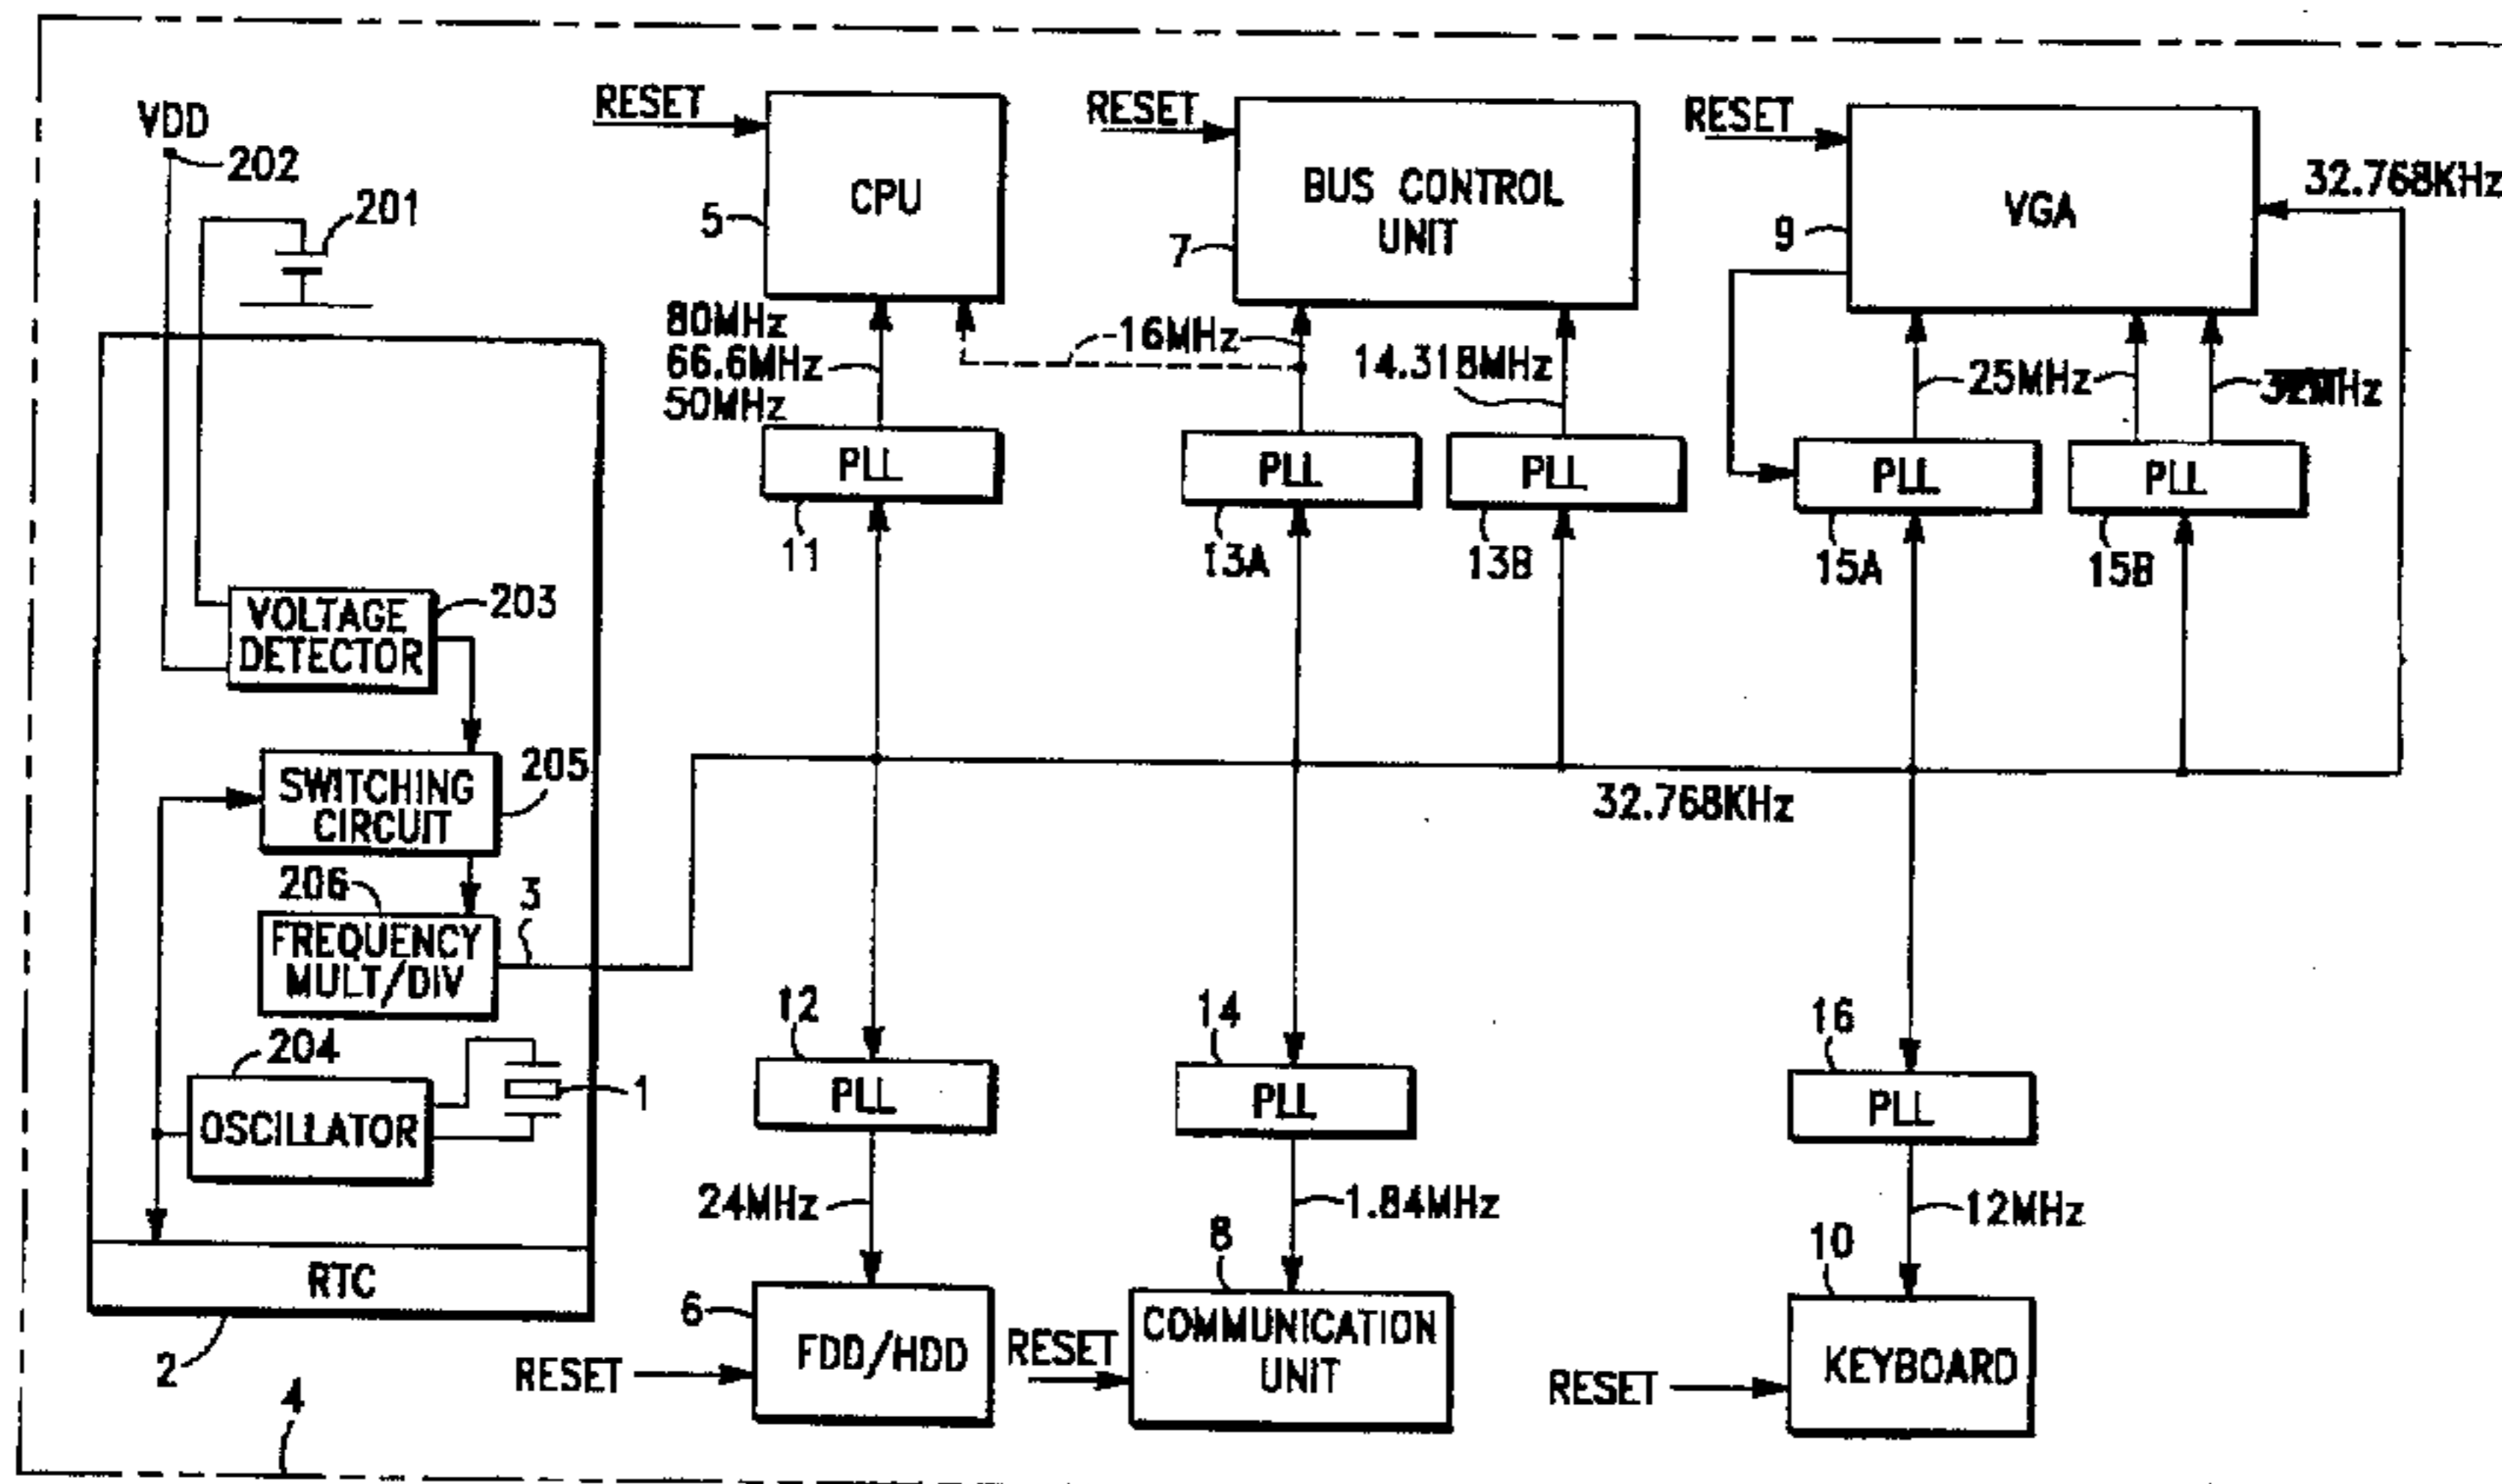 VDD
202
201
RESET
CPU
5
80MHz
66.6MHz
50MHz
PLL
11
RESET
BUS CONTROL
UNIT
7
16MHz
14.318MHz
PLL
13A
PLL
13B
RESET
VGA
9
32.768KHz
25MHz
PLL
15A
PLL
15B
VOLTAGE
DETECTOR
203
SWITCHING
CIRCUIT
205
206
FREQUENCY
MULT/DIV
3
204
OSCILLATOR
1
RTC
2
4
32.768KHz
12
PLL
24MHz
6
FDD/HDD
RESET
14
PLL
1.84MHz
8
COMMUNICATION
UNIT
RESET
16
PLL
12MHz
10
KEYBOARD
RESET